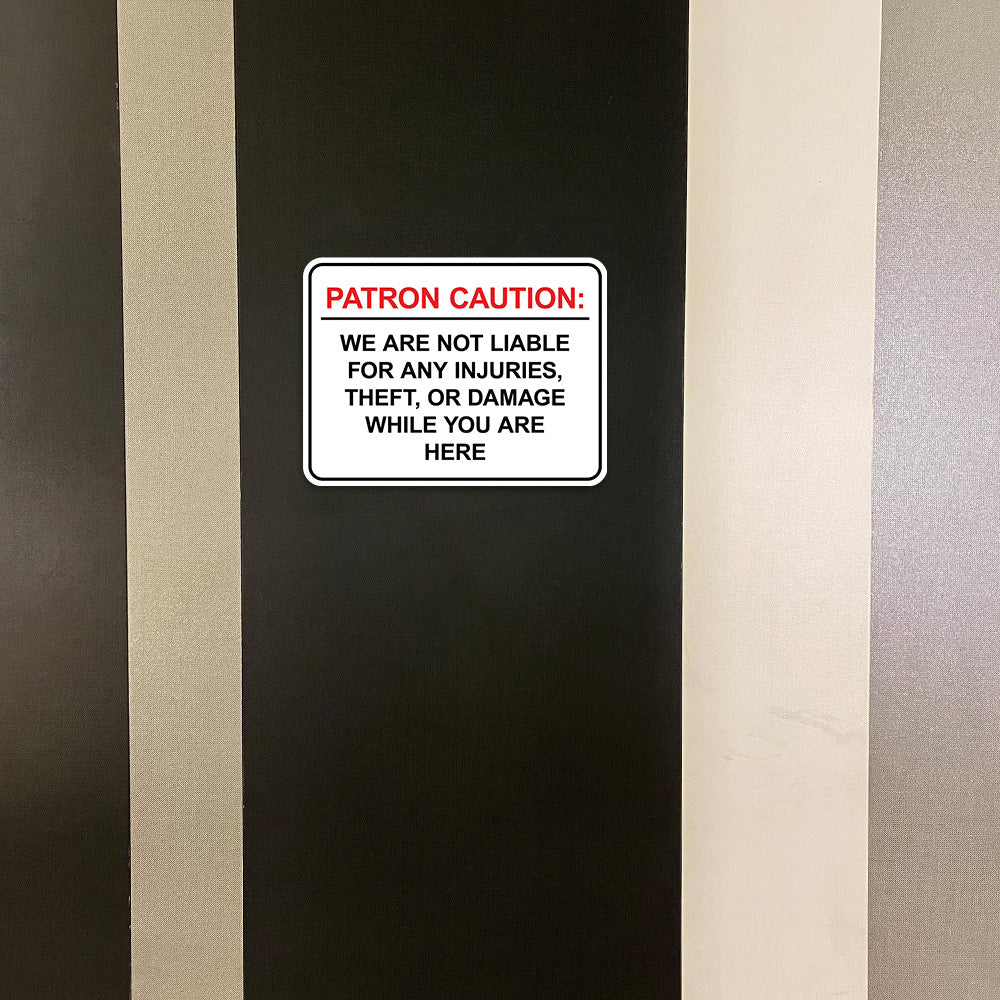 PATRON CAUTION:
WE ARE NOT LIABLE
FOR ANY INJURIES,
THEFT, OR DAMAGE
WHILE YOU ARE
HERE